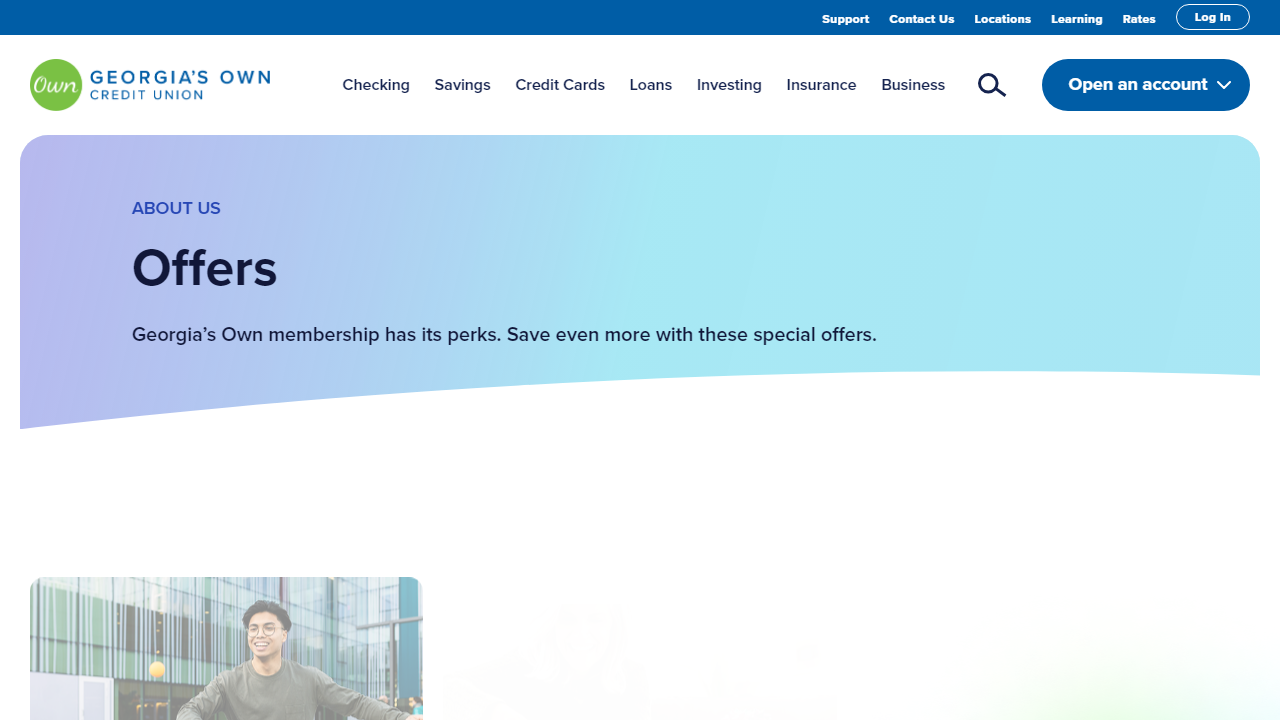 Support Contact Us Locations Learning Rates Log In
Own GEORGIA'S OWN
CREDIT UNION
Checking Savings Credit Cards Loans Investing Insurance Business Open an account
ABOUT US
Offers
Georgia’s Own membership has its perks. Save even more with these special offers.